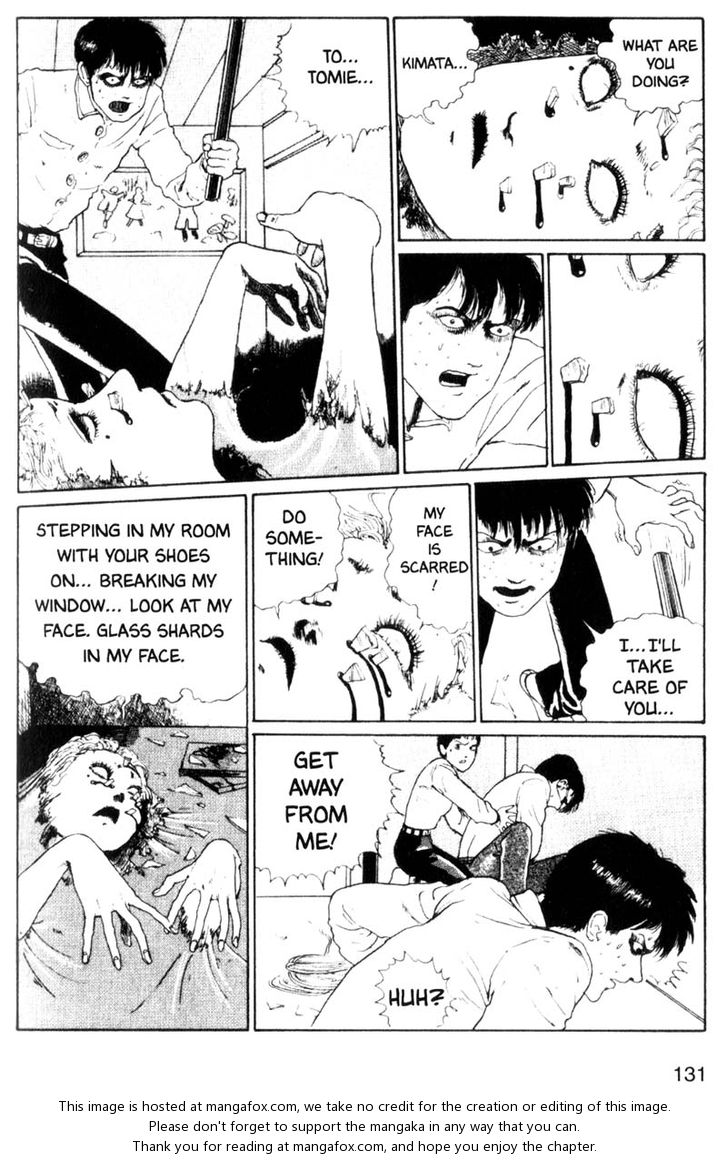 TO...
TOMIE...
KIMATA...
WHAT ARE
YOU
DOING?
STEPPING IN MY ROOM
WITH YOUR SHOES
ON... BREAKING MY
WINDOW... LOOK AT MY
FACE. GLASS SHARDS
IN MY FACE.
DO
SOME-
THING!
MY
FACE
IS
SCARRED
!
I...I'LL
TAKE
CARE OF
YOU...
GET
AWAY
FROM
ME!
HUH?
131
This image is hosted at mangafox.com, we take no credit for the creation or editing of this image.
Please don't forget to support the mangaka in any way that you can.
Thank you for reading at mangafox.com, and hope you enjoy the chapter.